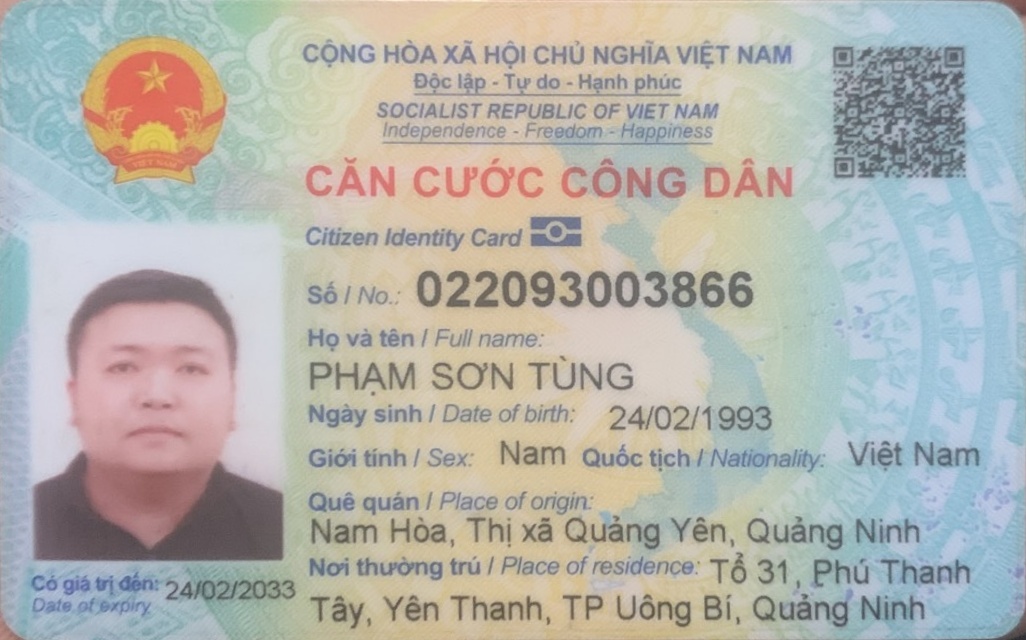 CỘNG HÒA XÃ HỘI CHỦ NGHĨA VIỆT NAM
Độc lập - Tự do - Hạnh phúc
SOCIALIST REPUBLIC OF VIET NAM
Independence - Freedom - Happiness
CĂN CƯỚC CÔNG DÂN
Citizen Identity Card
Số / No.: 022093003866
Họ và tên / Full name:
PHẠM SƠN TÙNG
Ngày sinh / Date of birth: 24/02/1993
Giới tính / Sex: Nam Quốc tịch / Nationality: Việt Nam
Quê quán / Place of origin:
Nam Hòa, Thị xã Quảng Yên, Quảng Ninh
Nơi thường trú / Place of residence: Tổ 31, Phú Thanh
Tây, Yên Thanh, TP Uông Bí, Quảng Ninh
Có giá trị đến: 24/02/2033
Date of expiry
VIỆT NAM